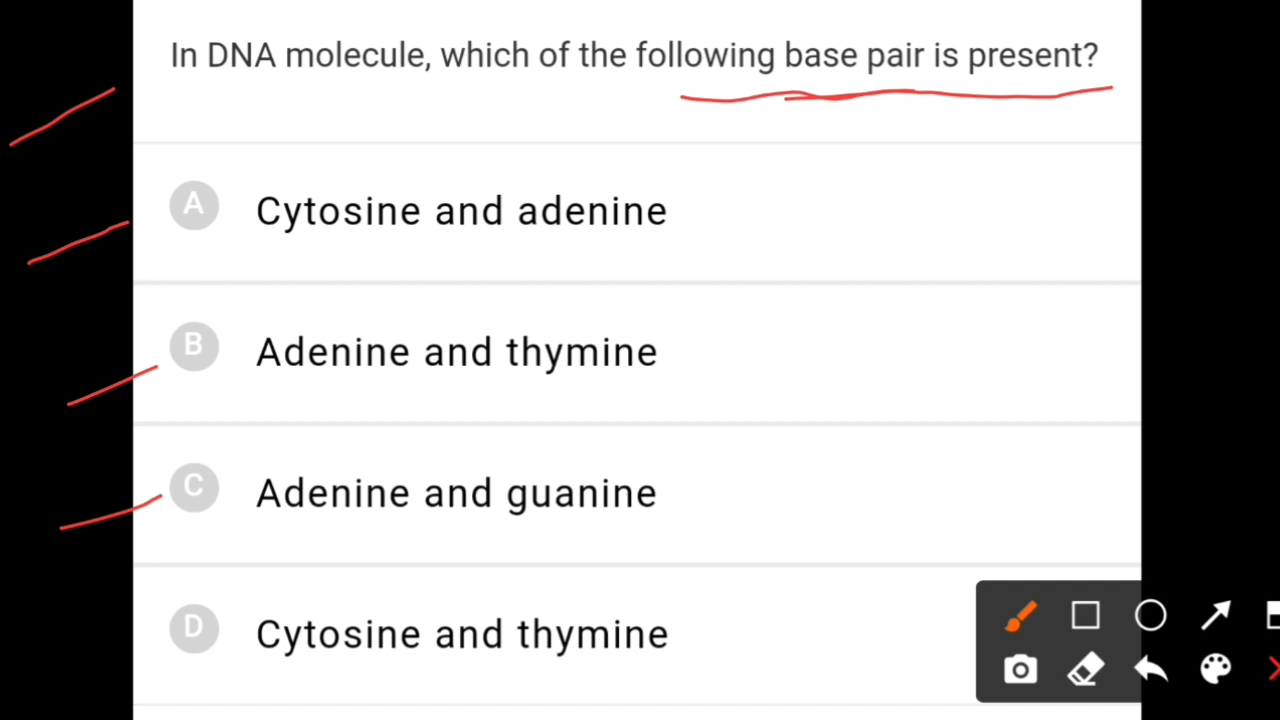 In DNA molecule, which of the following base pair is present?
A Cytosine and adenine
B Adenine and thymine
C Adenine and guanine
D Cytosine and thymine